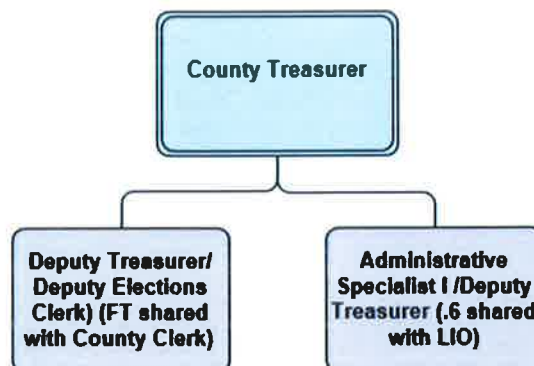 County Treasurer
Deputy Treasurer/
Deputy Elections
Clerk) (FT shared
with County Clerk)
Administrative
Specialist I /Deputy
Treasurer (.6 shared
with LIO)